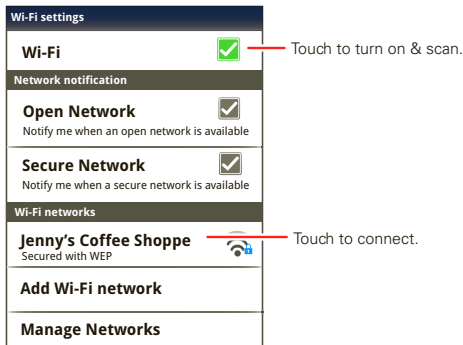 Wi-Fi settings
Wi-Fi
Touch to turn on & scan.
Network notification
Open Network
Notify me when an open network is available
Secure Network
Notify me when a secure network is available
Wi-Fi networks
Jenny's Coffee Shoppe
Touch to connect.
Secured with WEP
Add Wi-Fi network
Manage Networks